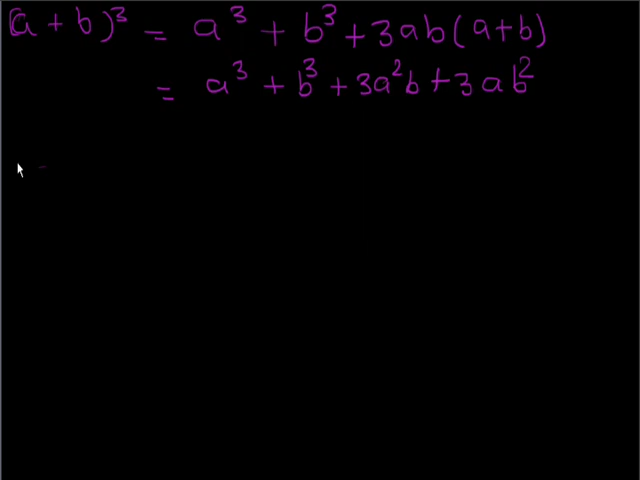 (a + b)³ = a³ + b³ + 3ab(a+b)
= a³ + b³ + 3a²b + 3ab²